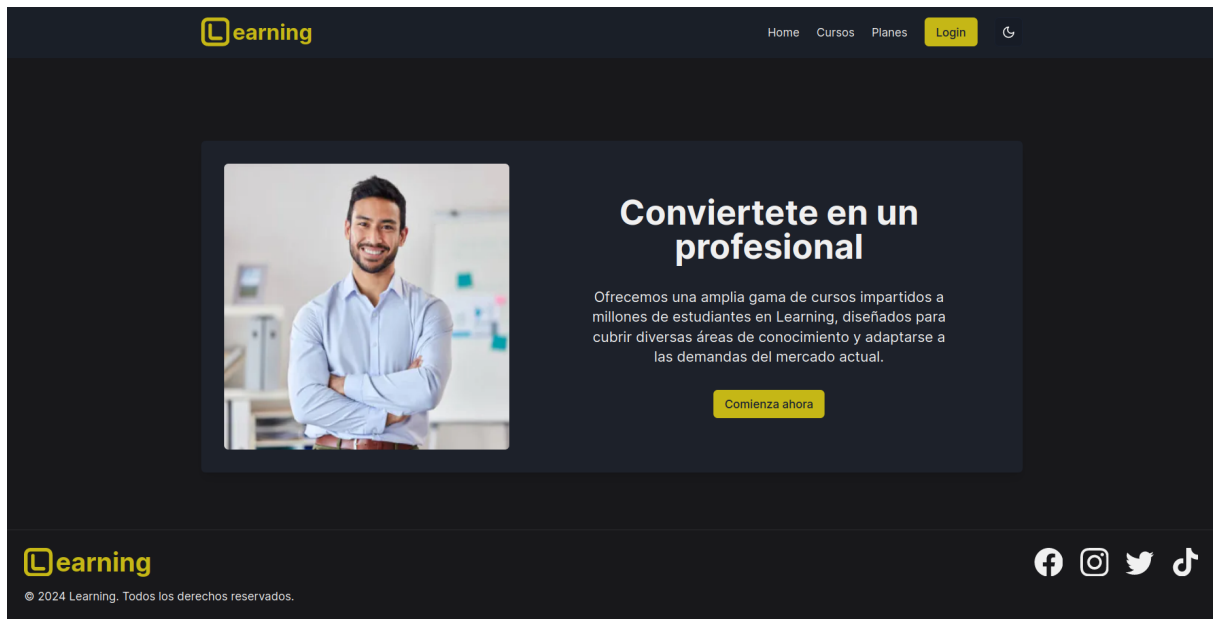 Learning
Home Cursos Planes Login
Conviertete en un
profesional
Ofrecemos una amplia gama de cursos impartidos a
millones de estudiantes en Learning, diseñados para
cubrir diversas áreas de conocimiento y adaptarse a
las demandas del mercado actual.
Comienza ahora
Learning
© 2024 Learning. Todos los derechos reservados.